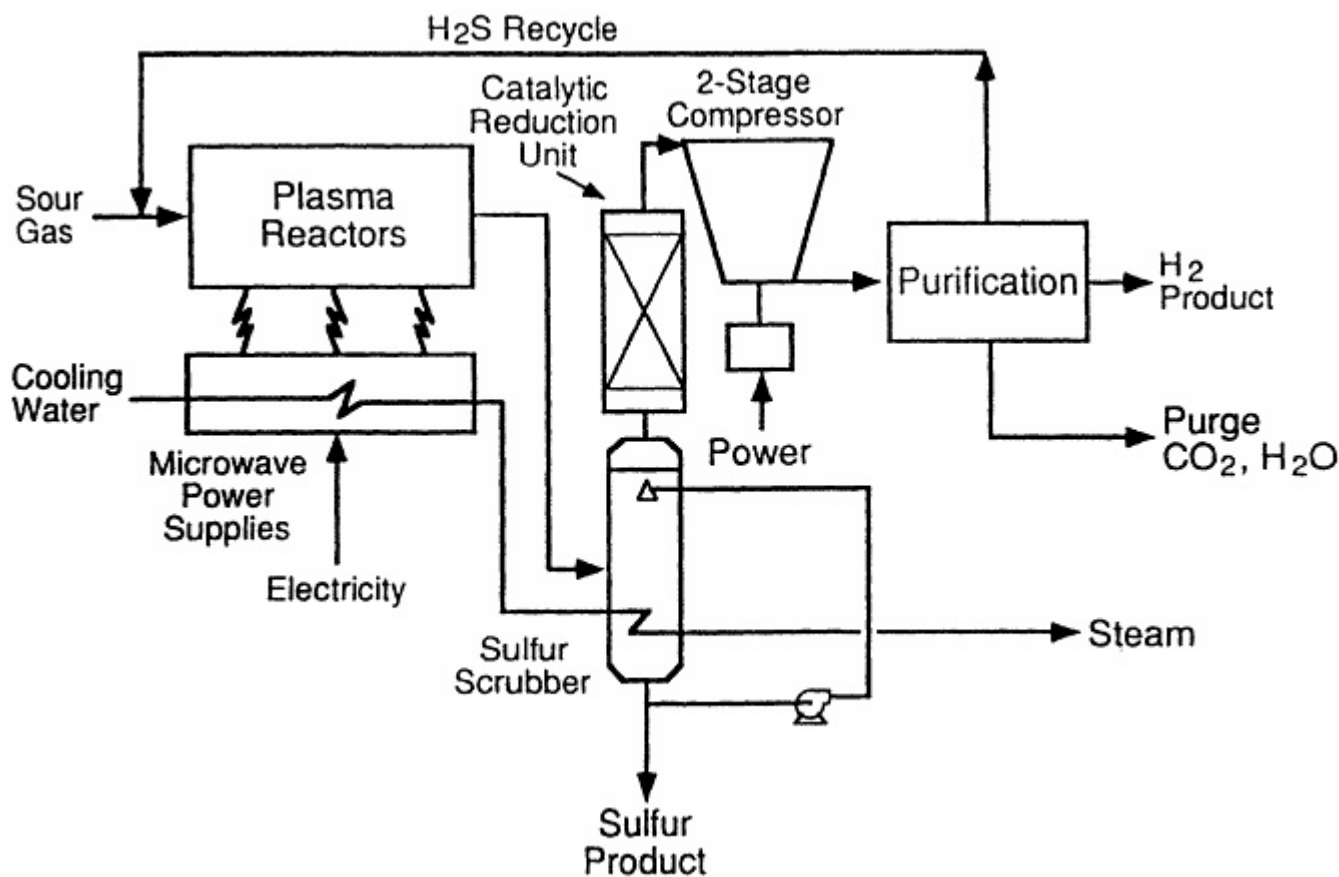 H2S Recycle
Catalytic
Reduction
Unit
2-Stage
Compressor
Sour
Gas
Plasma
Reactors
Purification
H2
Product
Cooling
Water
Microwave
Power
Supplies
Electricity
Power
Purge
CO2, H2O
Sulfur
Scrubber
Steam
Sulfur
Product